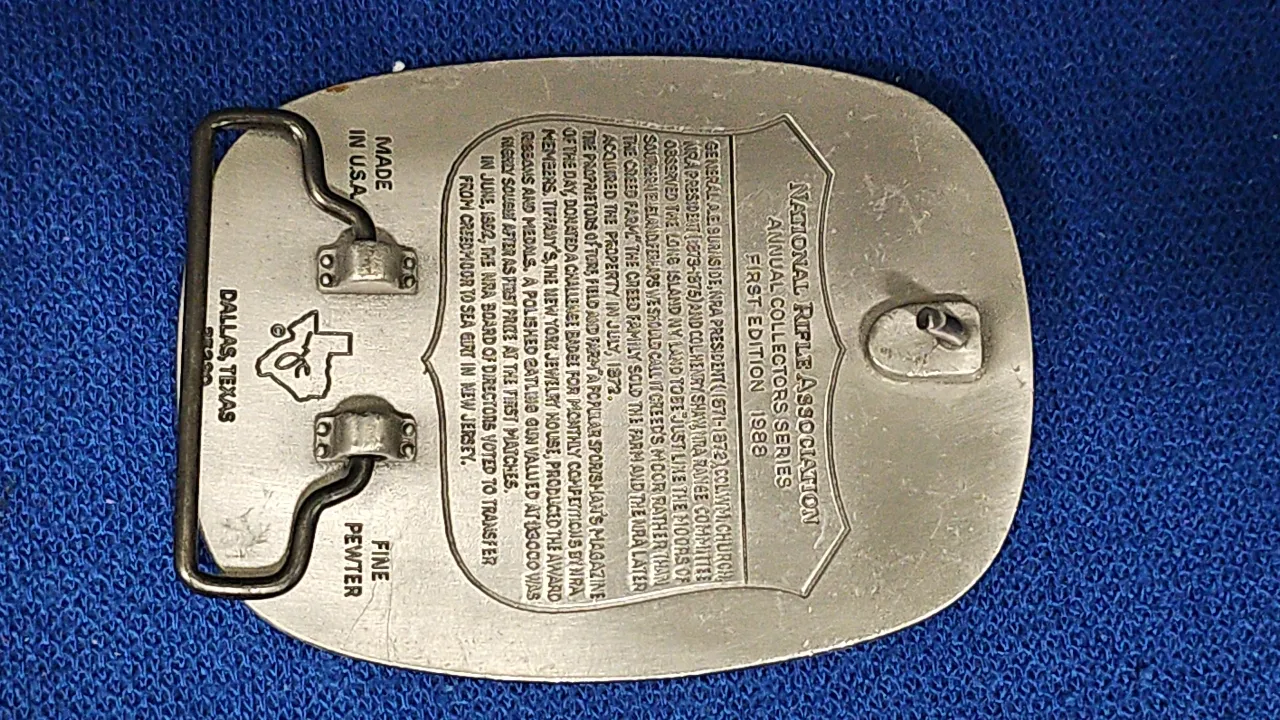 NATIONAL RIFLE ASSOCIATION
ANNUAL COLLECTORS SERIES
FIRST EDITION 1988
GENERAL A.E. BURNSIDE, NRA PRESIDENT (1871-1872), COL. WM. CHURCH,
NRA PRESIDENT (1873-1875) AND COL. HENRY SHAW, NRA RANGE COMMITTEE
OBSERVED THE LONG ISLAND NY LAND TO BE JUST LIKE THE MOORS OF
SOUTHERN ENGLAND. PERHAPS WE SHOULD CALL IT CREED'S MOOR RATHER THAN
"THE CREED FARM." THE CREED FAMILY SOLD THE FARM AND THE NRA LATER
ACQUIRED THE PROPERTY IN JULY, 1872.
THE PROPRIETORS OF TURF, FIELD AND FARM, A POPULAR SPORTSMAN'S MAGAZINE
OF THE DAY, DONATED A CHALLENGE BADGE FOR MONTHLY COMPETITIONS BY NRA
MEMBERS. TIFFANY'S, THE NEW YORK JEWELRY HOUSE, PRODUCED THE AWARD
RIBBONS AND MEDALS. A POLISHED GATLING GUN VALUED AT
HIGHLY SOUGHT AFTER AS FIRST PRIZE AT THE FIRST MATCHES.
IN JUNE, 1892, THE NRA BOARD OF DIRECTORS VOTED TO TRANSFER
FROM CREEDMOOR TO SEA GIRT IN NEW JERSEY.
MADE
IN U.S.A.
FINE
PEWTER
©
DALLAS, TEXAS